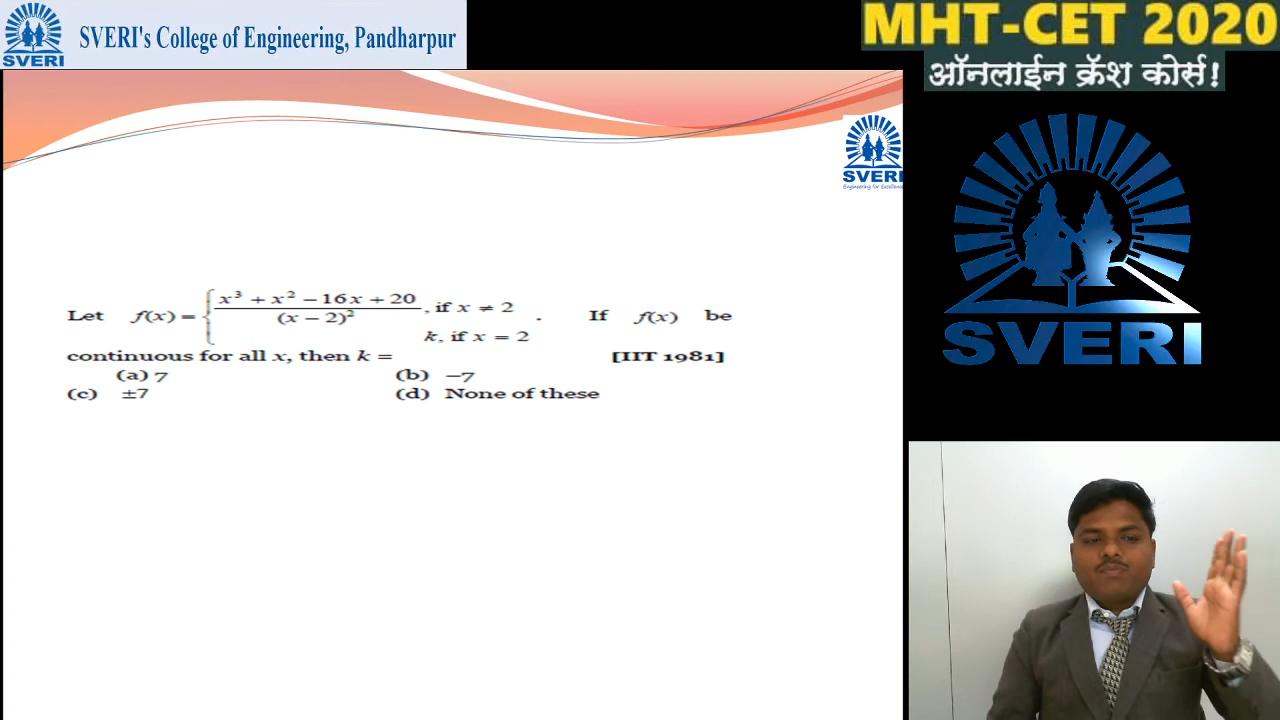 SVERI
SVERI's College of Engineering, Pandharpur
MHT-CET 2020
ऑनलाईन क्रॅश कोर्स!
SVERI
Engineering for Excellence
SVERI
Let f(x) = { x³ + x² − 16x + 20 / (x − 2)² , if x ≠ 2
k, if x = 2 . If f(x) be
continuous for all x, then k = [IIT 1981]
(a) 7 (b) −7
(c) ±7 (d) None of these